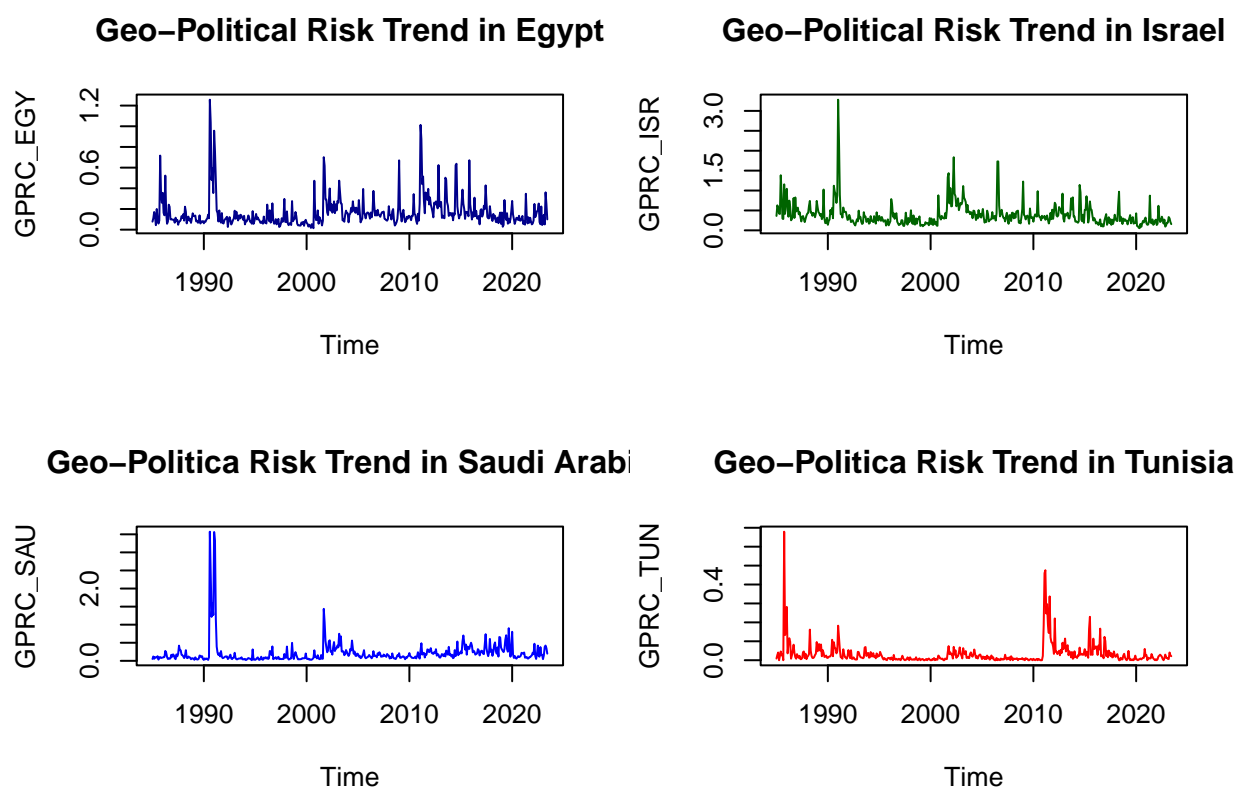 Geo−Political Risk Trend in Egypt
GPRC_EGY
1.2
0.6
0.0
1990 2000 2010 2020
Time
Geo−Political Risk Trend in Israel
GPRC_ISR
3.0
1.5
0.0
1990 2000 2010 2020
Time
Geo−Politica Risk Trend in Saudi Arabi
GPRC_SAU
2.0
0.0
1990 2000 2010 2020
Time
Geo−Politica Risk Trend in Tunisia
GPRC_TUN
0.4
0.0
1990 2000 2010 2020
Time